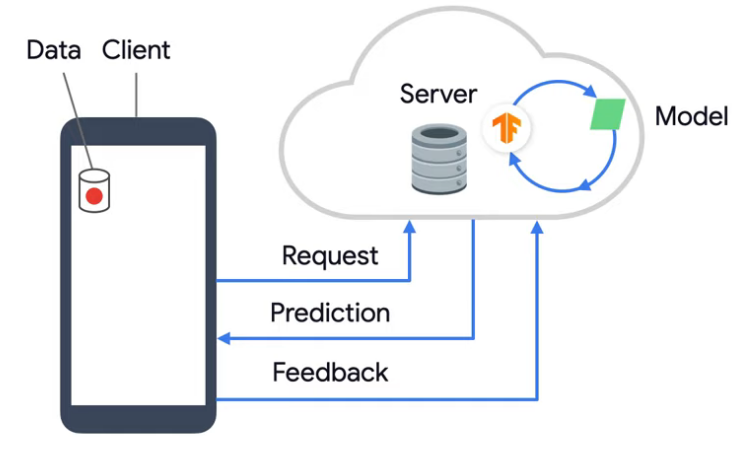 Data Client
Server
Model
Request
Prediction
Feedback